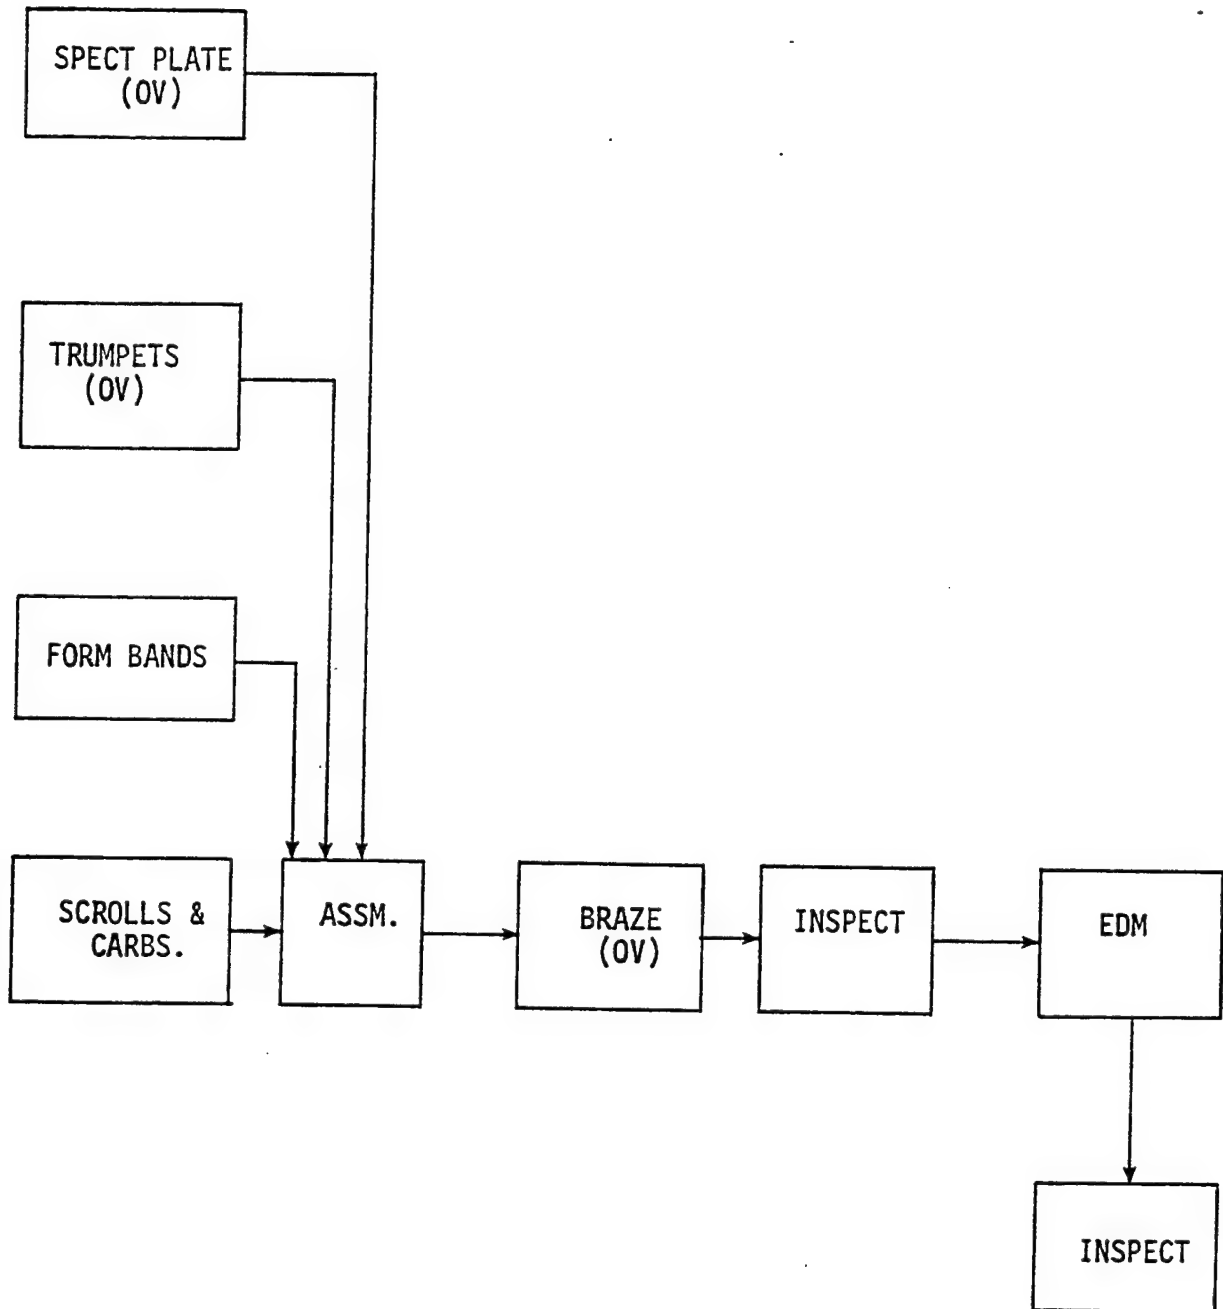 SPECT PLATE
(OV)
TRUMPETS
(OV)
FORM BANDS
SCROLLS &
CARBS.
ASSM.
BRAZE
(OV)
INSPECT
EDM
INSPECT